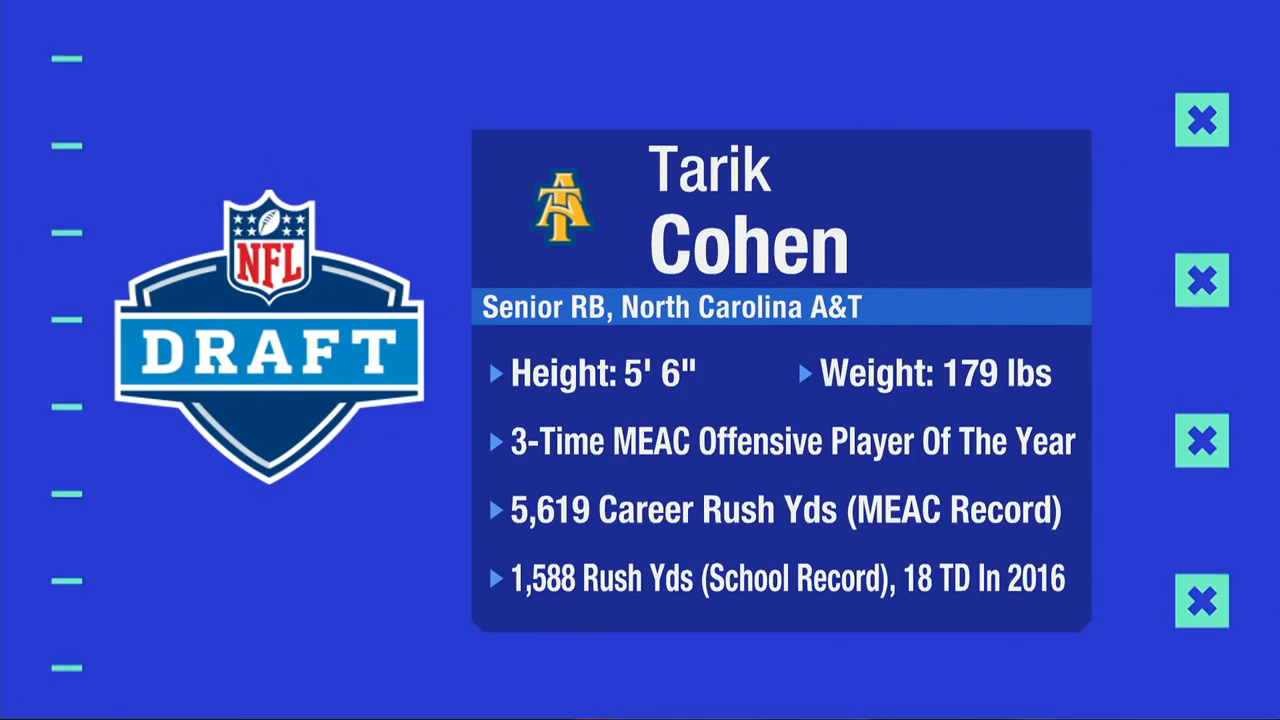 NFL
DRAFT
A&T
Tarik
Cohen
Senior RB, North Carolina A&T
Height: 5' 6"
Weight: 179 lbs
3-Time MEAC Offensive Player Of The Year
5,619 Career Rush Yds (MEAC Record)
1,588 Rush Yds (School Record), 18 TD In 2016